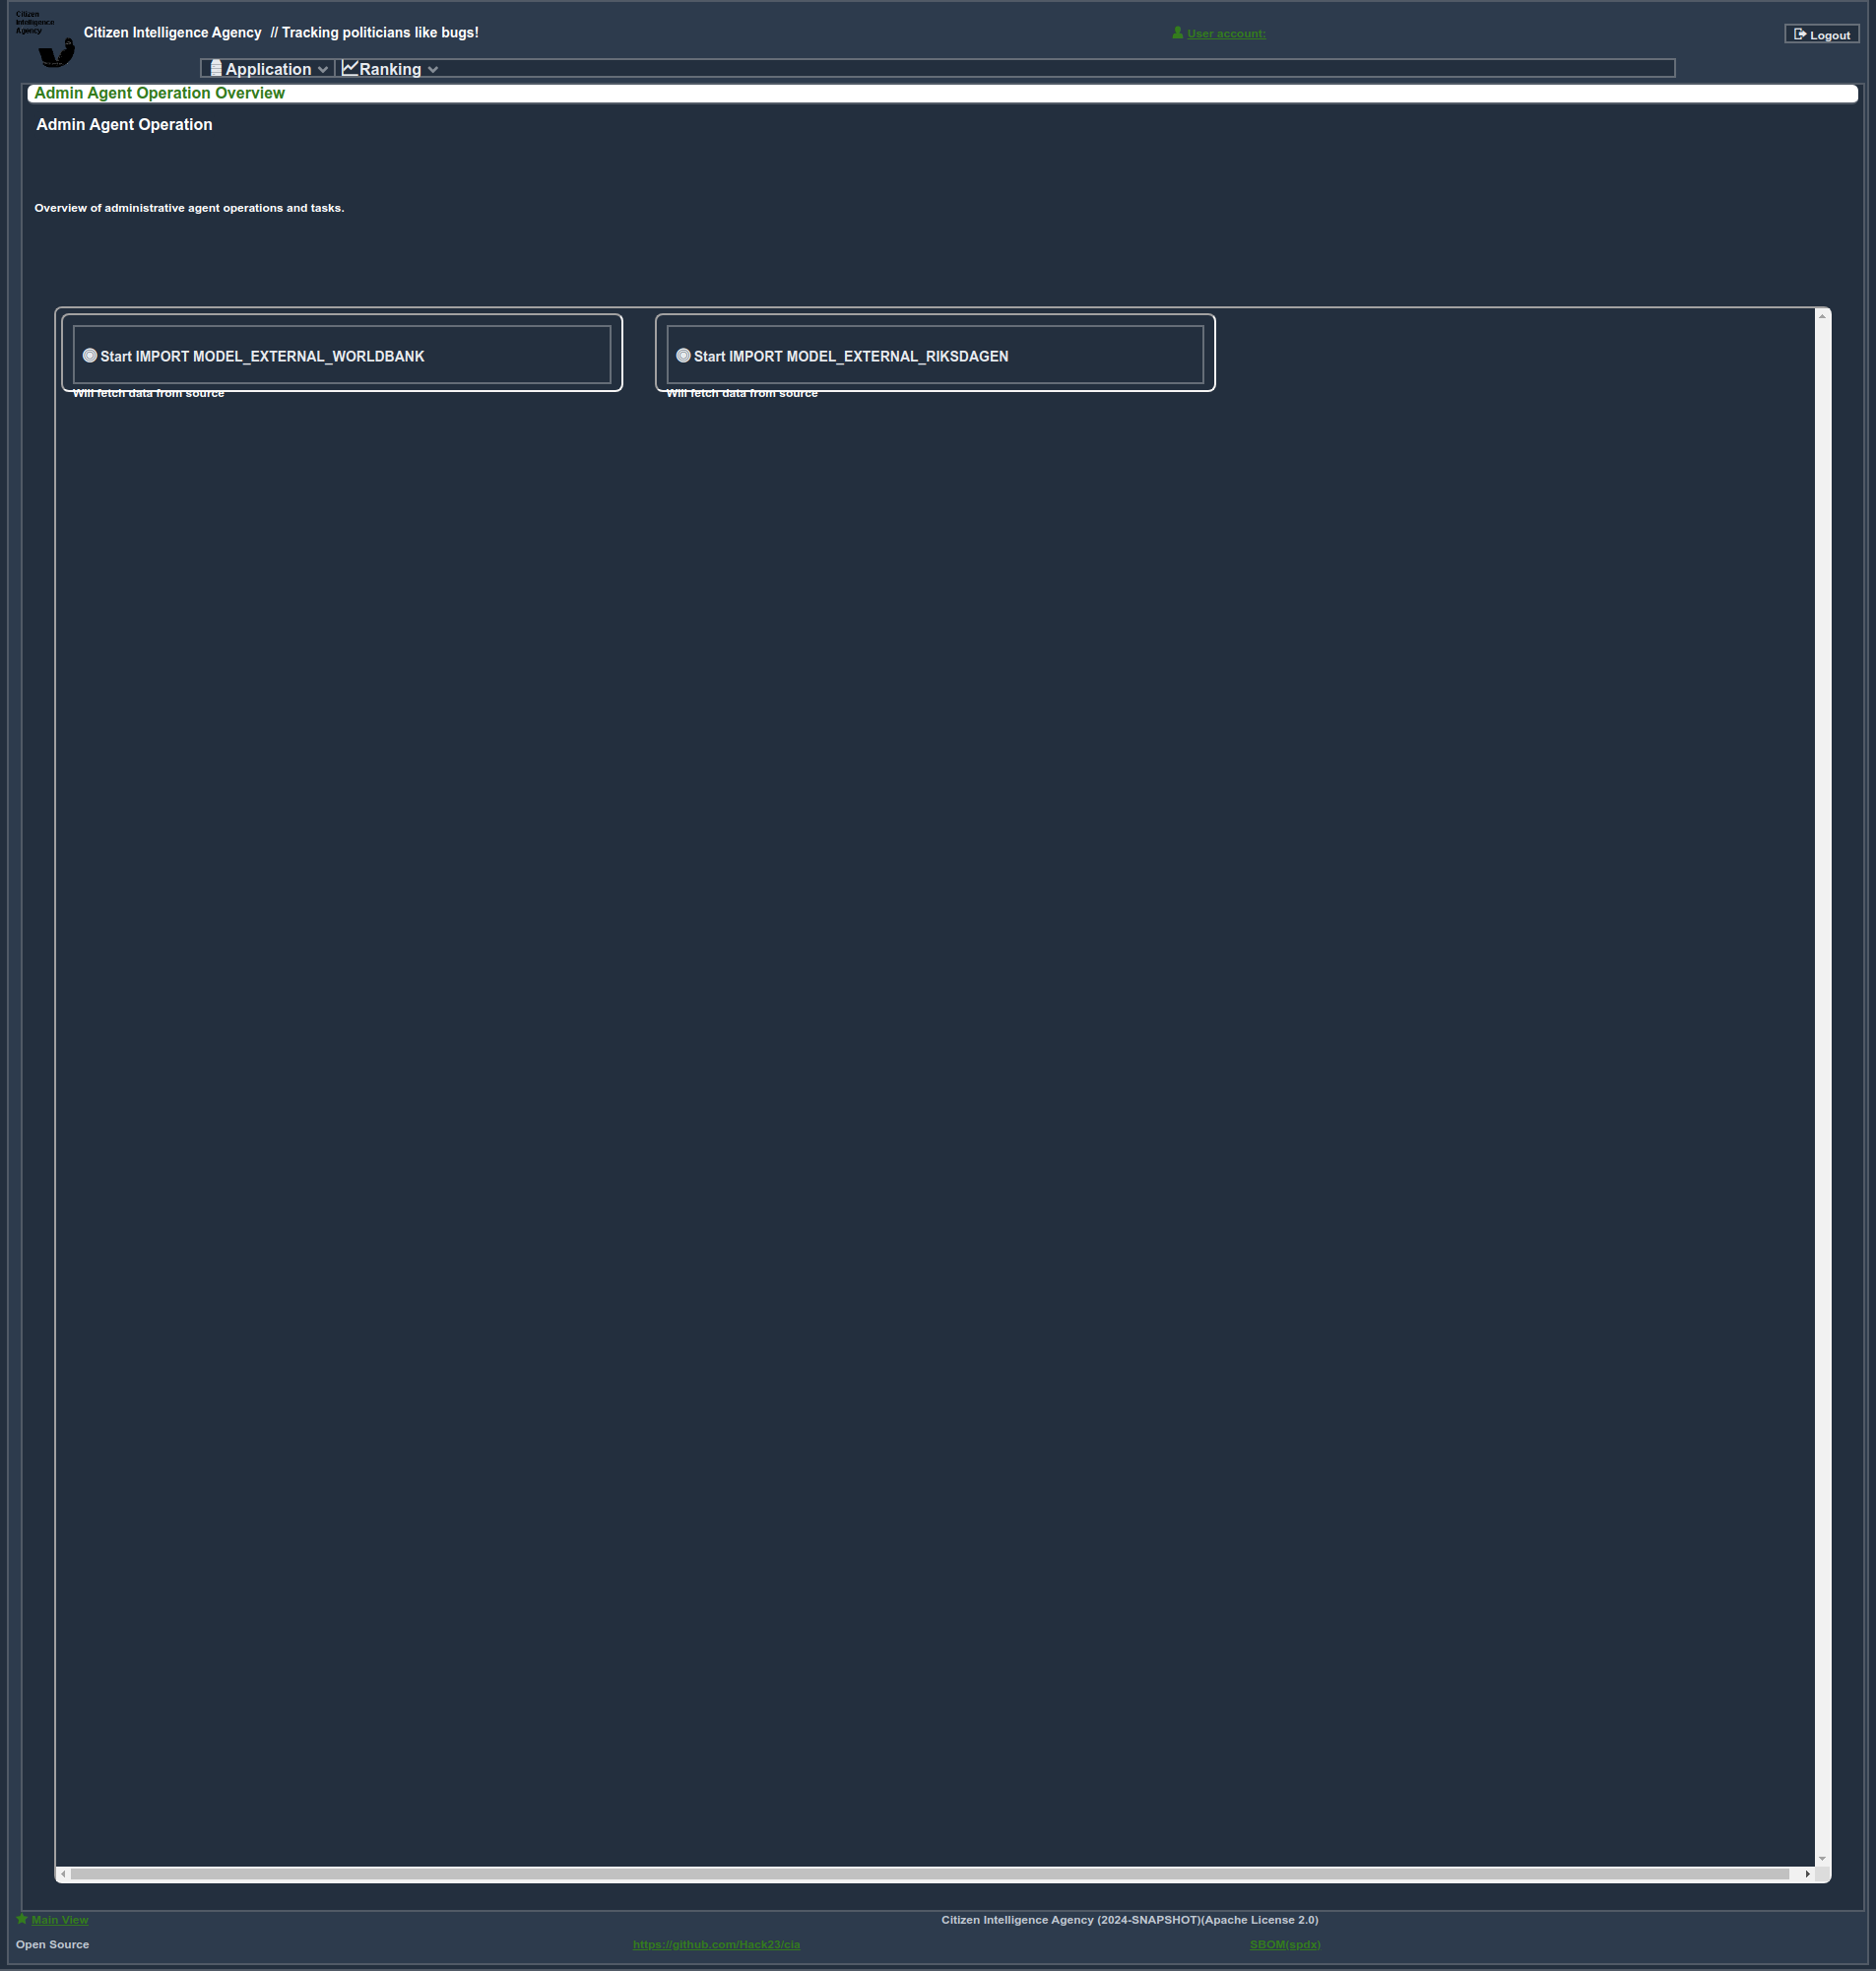 Citizen
Intelligence
Agency
Citizen Intelligence Agency // Tracking politicians like bugs!
User account:
Logout
Application
Ranking
Admin Agent Operation Overview
Admin Agent Operation
Overview of administrative agent operations and tasks.
Start IMPORT MODEL_EXTERNAL_WORLDBANK
Will fetch data from source
Start IMPORT MODEL_EXTERNAL_RIKSDAGEN
Will fetch data from source
Main View
Citizen Intelligence Agency (2024-SNAPSHOT)(Apache License 2.0)
Open Source
https://github.com/Hack23/cia
SBOM(spdx)